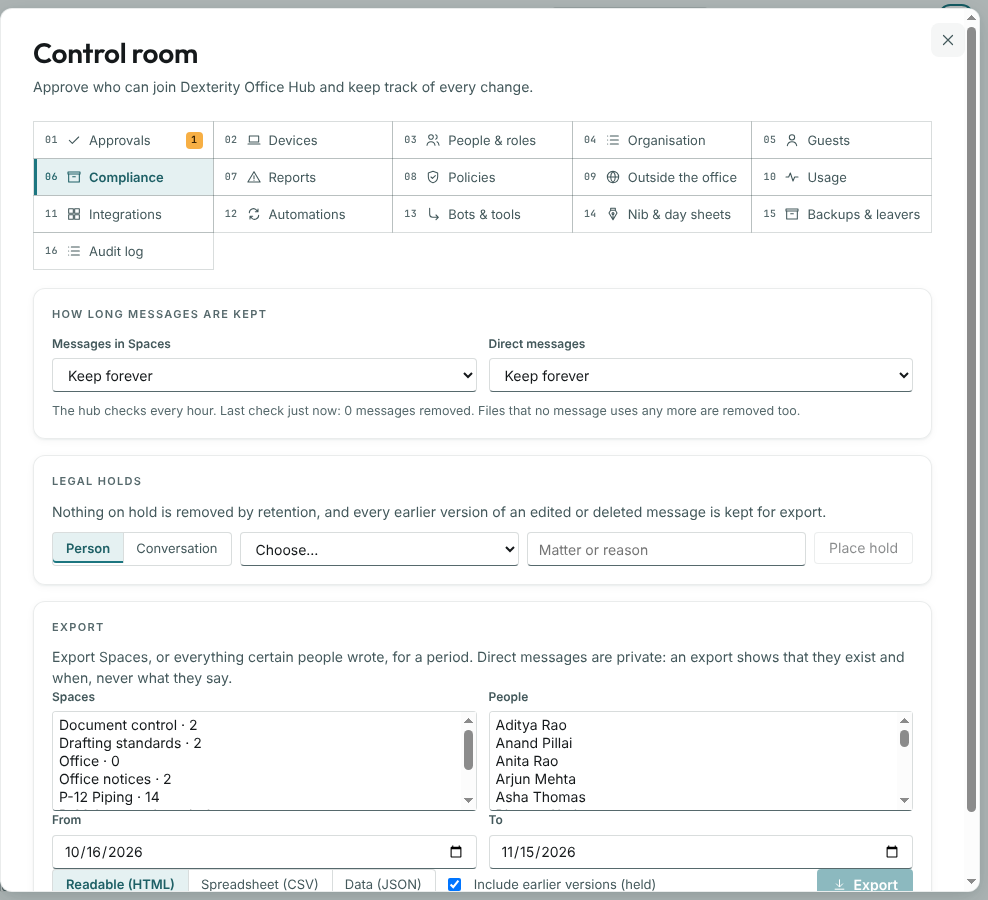 Control room
Approve who can join Dexterity Office Hub and keep track of every change.
01 Approvals 1
02 Devices
03 People & roles
04 Organisation
05 Guests
06 Compliance
07 Reports
08 Policies
09 Outside the office
10 Usage
11 Integrations
12 Automations
13 Bots & tools
14 Nib & day sheets
15 Backups & leavers
16 Audit log
HOW LONG MESSAGES ARE KEPT
Messages in Spaces
Direct messages
Keep forever
Keep forever
The hub checks every hour. Last check just now: 0 messages removed. Files that no message uses any more are removed too.
LEGAL HOLDS
Nothing on hold is removed by retention, and every earlier version of an edited or deleted message is kept for export.
Person
Conversation
Choose...
Matter or reason
Place hold
EXPORT
Export Spaces, or everything certain people wrote, for a period. Direct messages are private: an export shows that they exist and
when, never what they say.
Spaces
Document control · 2
Drafting standards · 2
Office · 0
Office notices · 2
P-12 Piping · 14
People
Aditya Rao
Anand Pillai
Anita Rao
Arjun Mehta
Asha Thomas
From
To
10/16/2026
11/15/2026
Readable (HTML)
Spreadsheet (CSV)
Data (JSON)
Include earlier versions (held)
Export